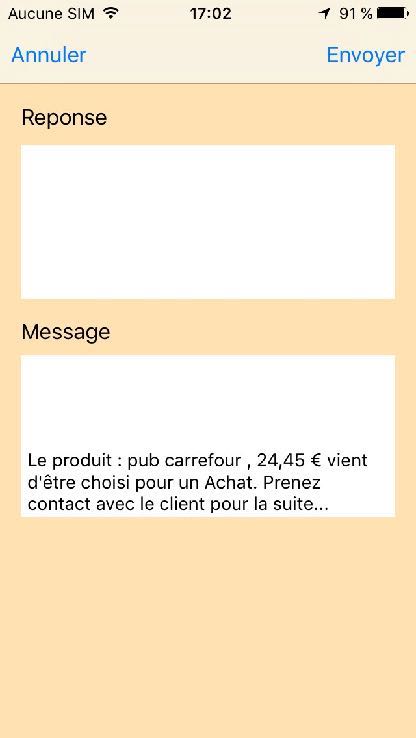 Aucune SIM 17:02 91 %
Annuler Envoyer
Reponse
Message
Le produit : pub carrefour , 24,45 € vient
d'être choisi pour un Achat. Prenez
contact avec le client pour la suite...